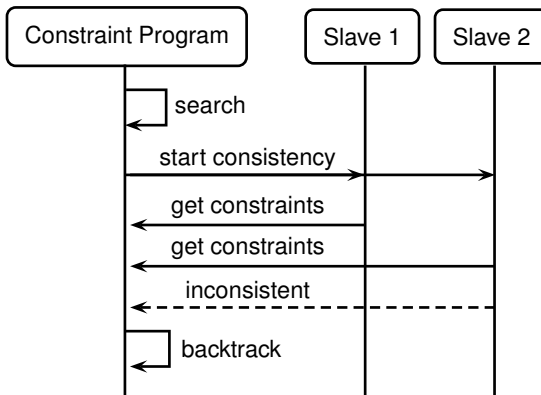 Constraint Program
Slave 1
Slave 2
search
start consistency
get constraints
get constraints
inconsistent
backtrack